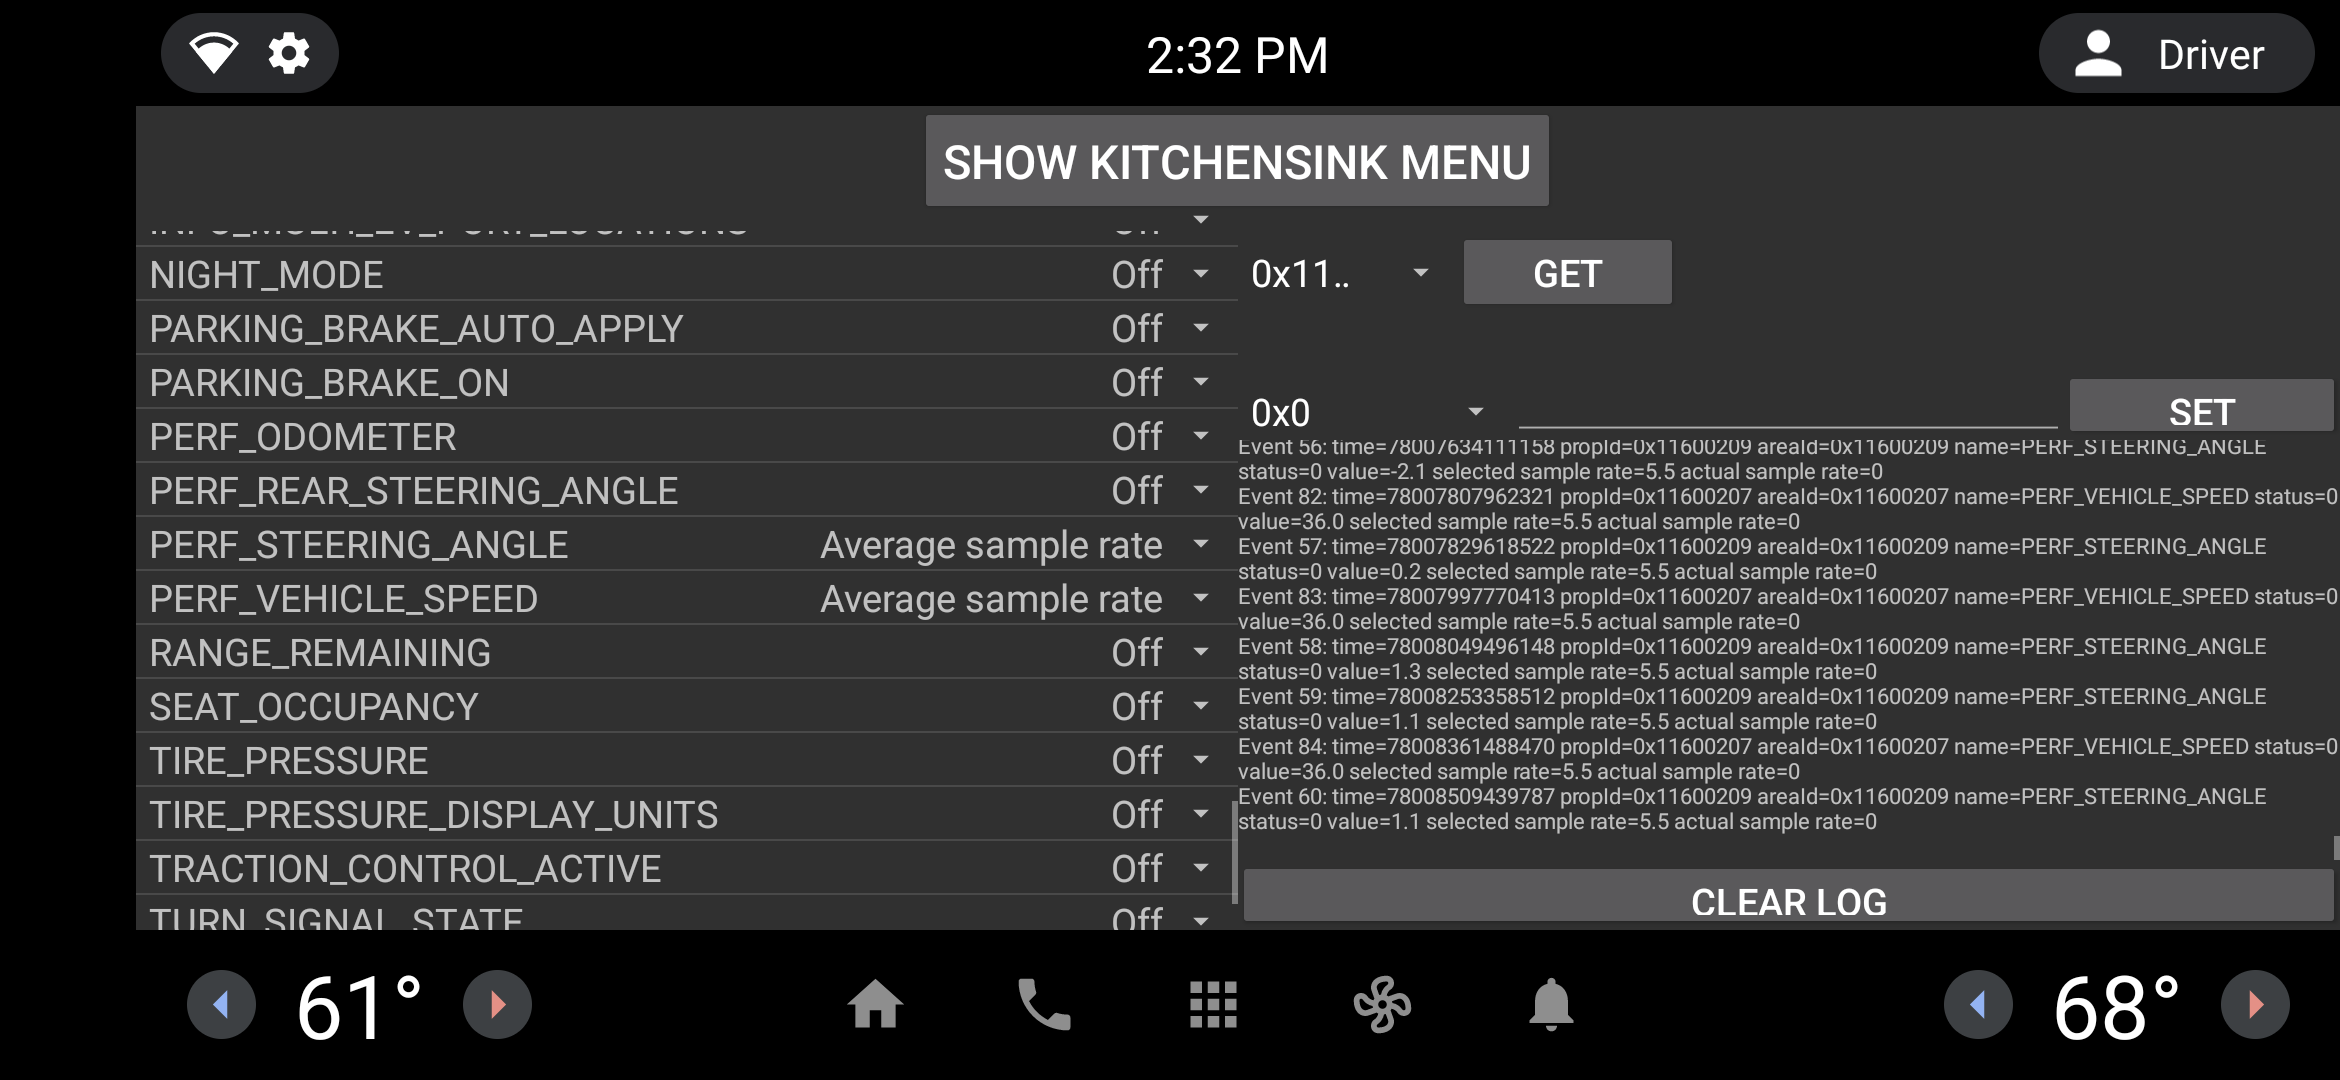 2:32 PM
Driver
SHOW KITCHENSINK MENU
NIGHT_MODE Off
PARKING_BRAKE_AUTO_APPLY Off
PARKING_BRAKE_ON Off
PERF_ODOMETER Off
PERF_REAR_STEERING_ANGLE Off
PERF_STEERING_ANGLE Average sample rate
PERF_VEHICLE_SPEED Average sample rate
RANGE_REMAINING Off
SEAT_OCCUPANCY Off
TIRE_PRESSURE Off
TIRE_PRESSURE_DISPLAY_UNITS Off
TRACTION_CONTROL_ACTIVE Off
TURN_SIGNAL_STATE Off
0x11.. GET
0x0 SET
Event 56: time=78007634111158 propId=0x11600209 areaId=0x11600209 name=PERF_STEERING_ANGLE
status=0 value=-2.1 selected sample rate=5.5 actual sample rate=0
Event 82: time=78007807962321 propId=0x11600207 areaId=0x11600207 name=PERF_VEHICLE_SPEED status=0
value=36.0 selected sample rate=5.5 actual sample rate=0
Event 57: time=78007829618522 propId=0x11600209 areaId=0x11600209 name=PERF_STEERING_ANGLE
status=0 value=0.2 selected sample rate=5.5 actual sample rate=0
Event 83: time=78007997770413 propId=0x11600207 areaId=0x11600207 name=PERF_VEHICLE_SPEED status=0
value=36.0 selected sample rate=5.5 actual sample rate=0
Event 58: time=78008049496148 propId=0x11600209 areaId=0x11600209 name=PERF_STEERING_ANGLE
status=0 value=1.3 selected sample rate=5.5 actual sample rate=0
Event 59: time=78008253358512 propId=0x11600209 areaId=0x11600209 name=PERF_STEERING_ANGLE
status=0 value=1.1 selected sample rate=5.5 actual sample rate=0
Event 84: time=78008361488470 propId=0x11600207 areaId=0x11600207 name=PERF_VEHICLE_SPEED status=0
value=36.0 selected sample rate=5.5 actual sample rate=0
Event 60: time=78008509439787 propId=0x11600209 areaId=0x11600209 name=PERF_STEERING_ANGLE
status=0 value=1.1 selected sample rate=5.5 actual sample rate=0
CLEAR LOG
61°
68°